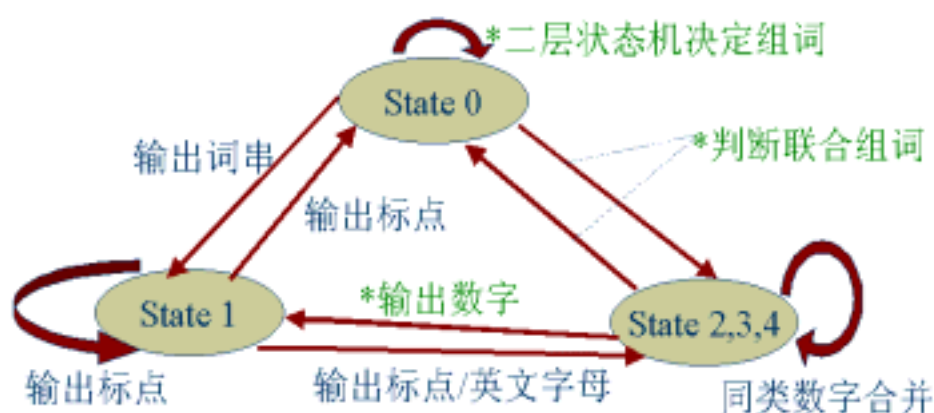 *二层状态机决定组词
State 0
*判断联合组词
输出词串
输出标点
State 1
*输出数字
State 2,3,4
输出标点
输出标点/英文字母
同类数字合并